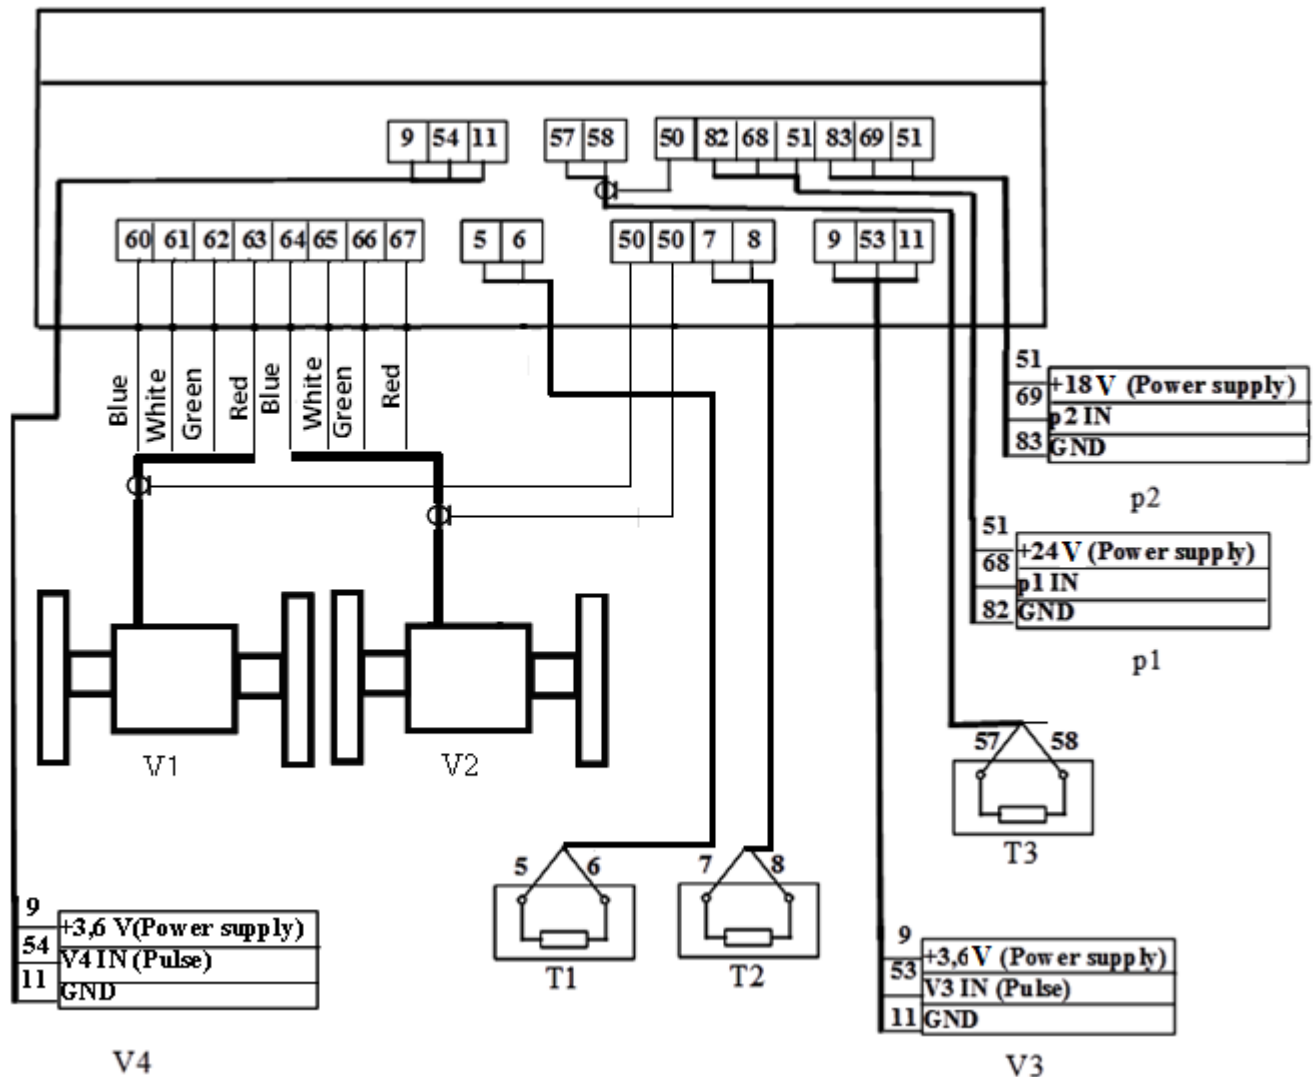 9 54 11
57 58
50 82 68 51 83 69 51
60 61 62 63 64 65 66 67
5 6
50 50 7 8
9 53 11
Blue
White
Green
Red
Blue
White
Green
Red
51
+18 V (Power supply)
69
p2 IN
83
GND
p2
51
+24 V (Power supply)
68
p1 IN
82
GND
p1
V1
V2
57 58
T3
5 6
T1
7 8
T2
9
+3,6 V(Power supply)
54
V4 IN (Pulse)
11
GND
V4
9
+3,6 V (Power supply)
53
V3 IN (Pulse)
11
GND
V3